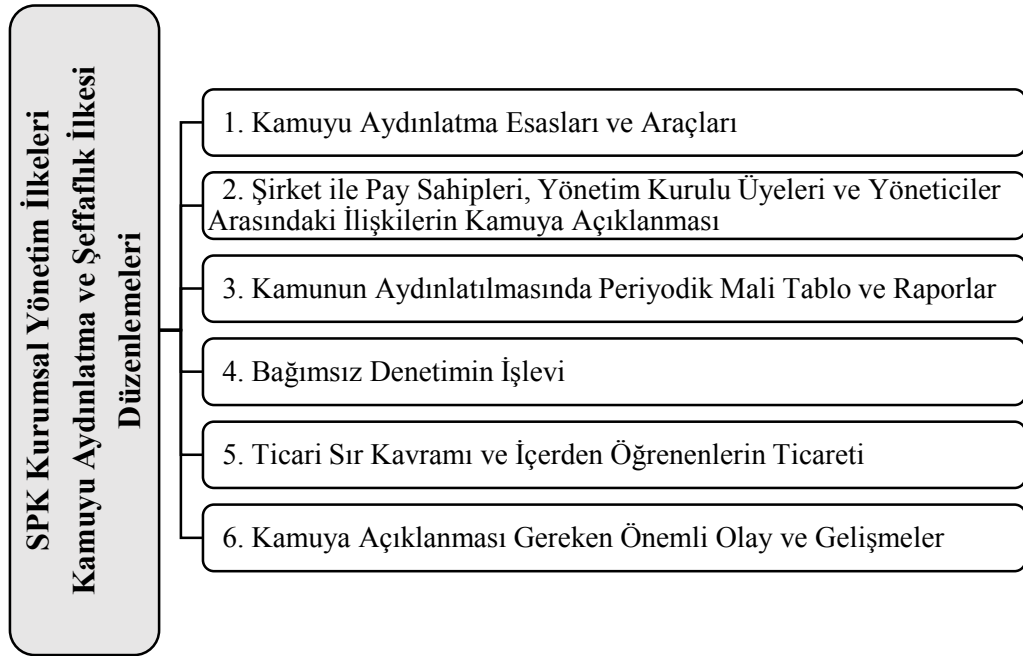 SPK Kurumsal Yönetim İlkeleri
Kamuyu Aydınlatma ve Şeffaflık İlkesi
Düzenlemeleri
1. Kamuyu Aydınlatma Esasları ve Araçları
2. Şirket ile Pay Sahipleri, Yönetim Kurulu Üyeleri ve Yöneticiler
Arasındaki İlişkilerin Kamuya Açıklanması
3. Kamunun Aydınlatılmasında Periyodik Mali Tablo ve Raporlar
4. Bağımsız Denetimin İşlevi
5. Ticari Sır Kavramı ve İçerden Öğrenenlerin Ticareti
6. Kamuya Açıklanması Gereken Önemli Olay ve Gelişmeler